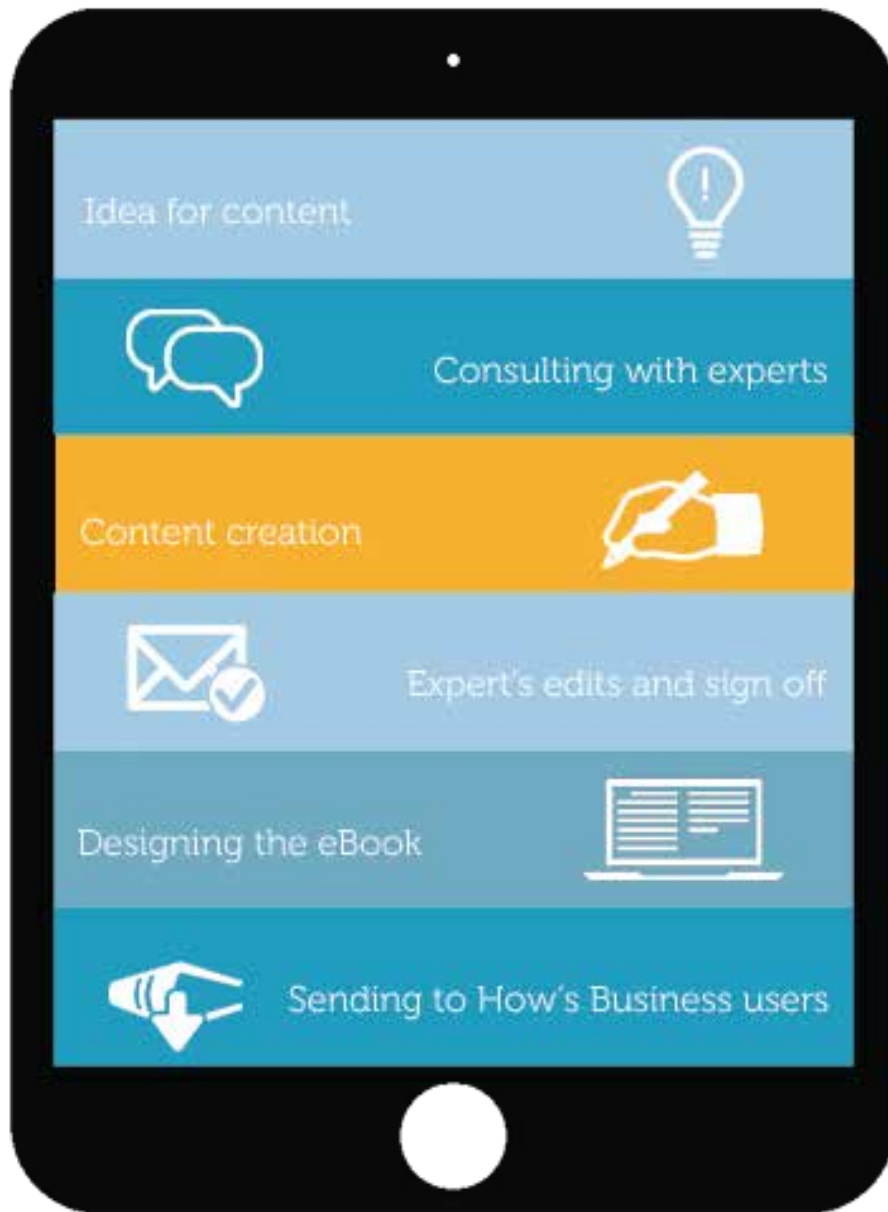 Idea for content
Consulting with experts
Content creation
Expert's edits and sign off
Designing the eBook
Sending to How's Business users